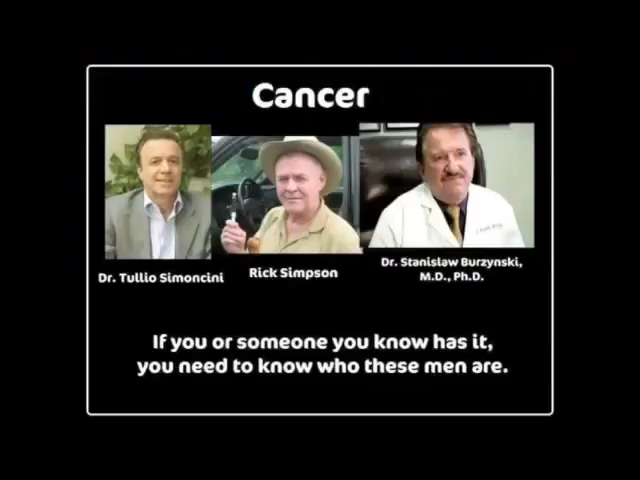 Cancer
Dr. Tullio Simoncini
Rick Simpson
Dr. Stanislaw Burzynski,
M.D., Ph.D.
If you or someone you know has it,
you need to know who these men are.